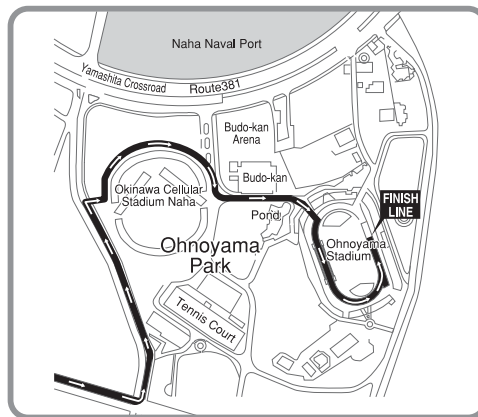 Naha Naval Port
Yamashita Crossroad
Route381
Budo-kan
Arena
Budo-kan
Okinawa Cellular
Stadium Naha
Pond
FINISH
LINE
Ohnoyama
Stadium
Ohnoyama
Park
Tennis Court